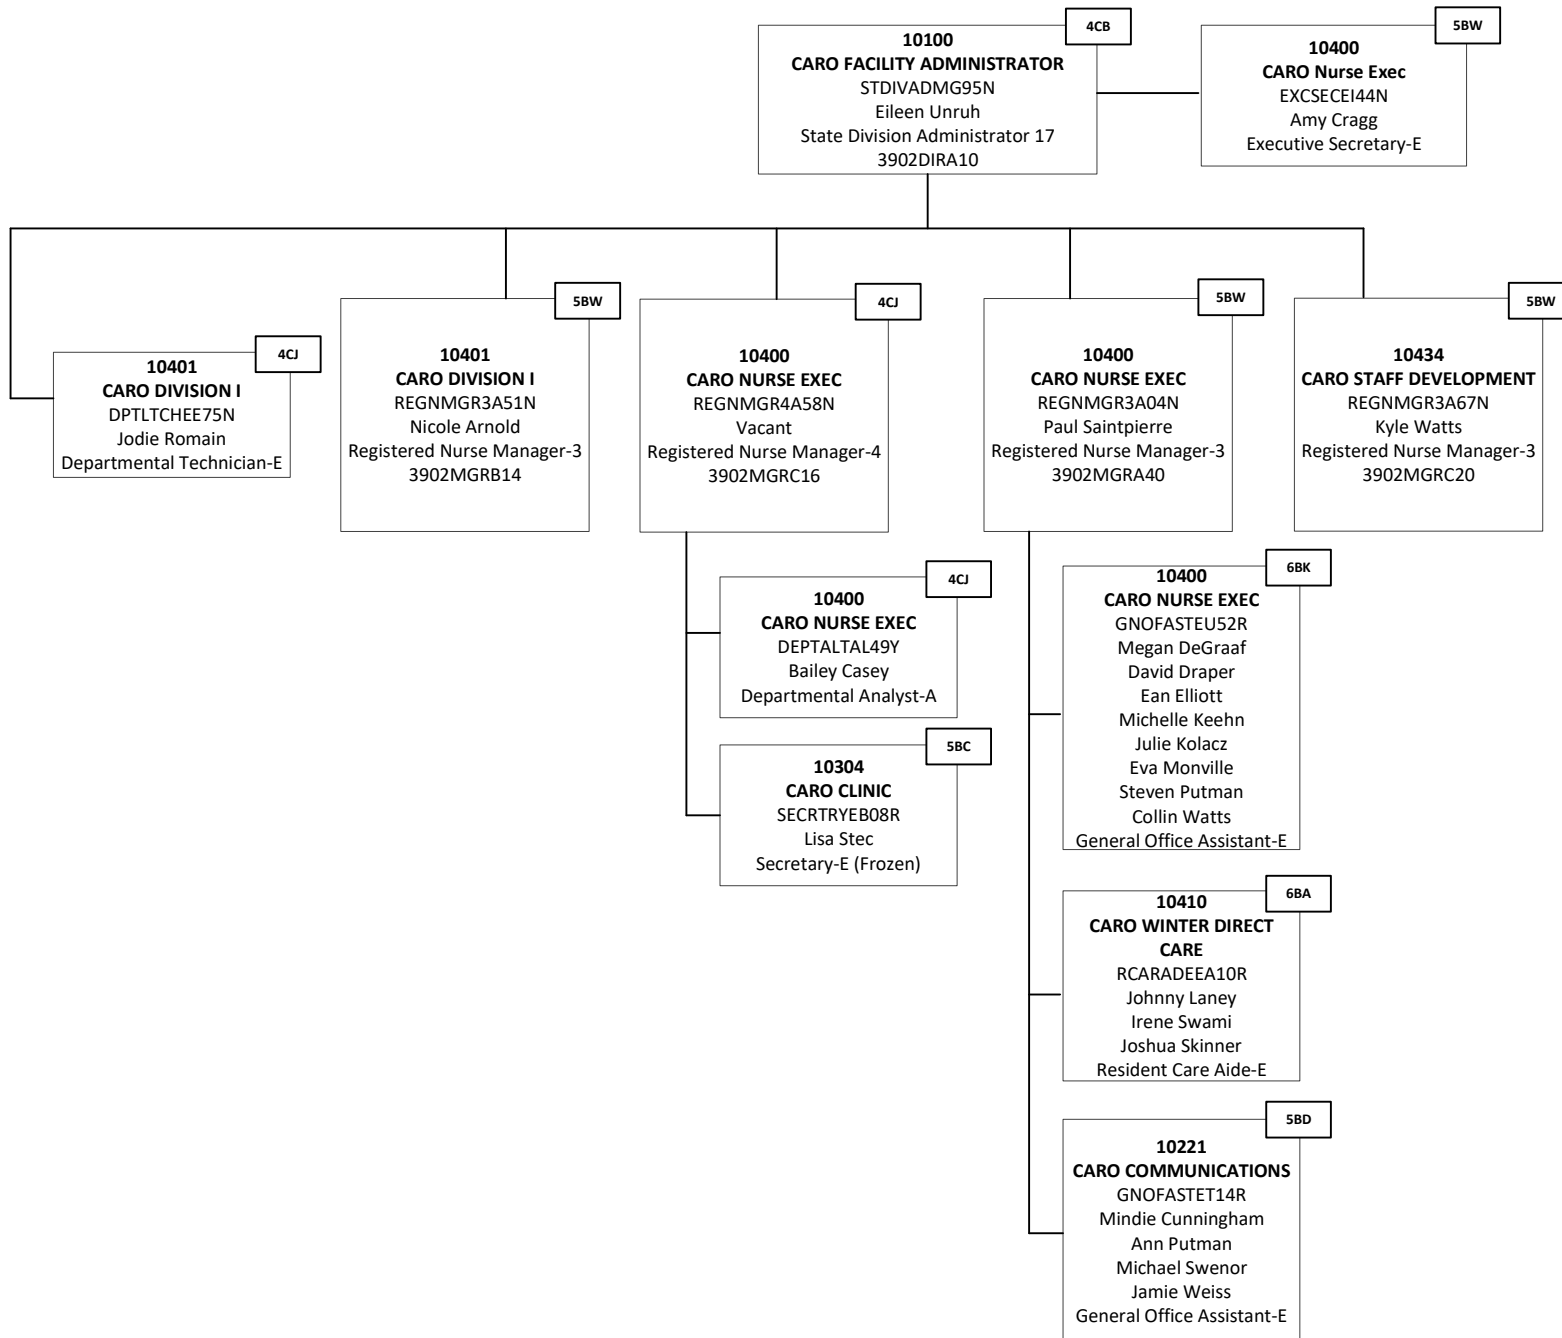 4CB
10100
CARO FACILITY ADMINISTRATOR
STDIVADMG95N
Eileen Unruh
State Division Administrator 17
3902DIRA10
5BW
10400
CARO Nurse Exec
EXCSECEI44N
Amy Cragg
Executive Secretary-E
4CJ
10401
CARO DIVISION I
DPTLTCHEE75N
Jodie Romain
Departmental Technician-E
5BW
10401
CARO DIVISION I
REGNMGR3A51N
Nicole Arnold
Registered Nurse Manager-3
3902MGRB14
4CJ
10400
CARO NURSE EXEC
REGNMGR4A58N
Vacant
Registered Nurse Manager-4
3902MGRC16
5BW
10400
CARO NURSE EXEC
REGNMGR3A04N
Paul Saintpierre
Registered Nurse Manager-3
3902MGRA40
5BW
10434
CARO STAFF DEVELOPMENT
REGNMGR3A67N
Kyle Watts
Registered Nurse Manager-3
3902MGRC20
4CJ
10400
CARO NURSE EXEC
DEPTALTAL49Y
Bailey Casey
Departmental Analyst-A
5BC
10304
CARO CLINIC
SECRTRYEB08R
Lisa Stec
Secretary-E (Frozen)
6BK
10400
CARO NURSE EXEC
GNOFASTEU52R
Megan DeGraaf
David Draper
Ean Elliott
Michelle Keehn
Julie Kolacz
Eva Monville
Steven Putman
Collin Watts
General Office Assistant-E
6BA
10410
CARO WINTER DIRECT
CARE
RCARADEEA10R
Johnny Laney
Irene Swami
Joshua Skinner
Resident Care Aide-E
5BD
10221
CARO COMMUNICATIONS
GNOFASTET14R
Mindie Cunningham
Ann Putman
Michael Swenor
Jamie Weiss
General Office Assistant-E